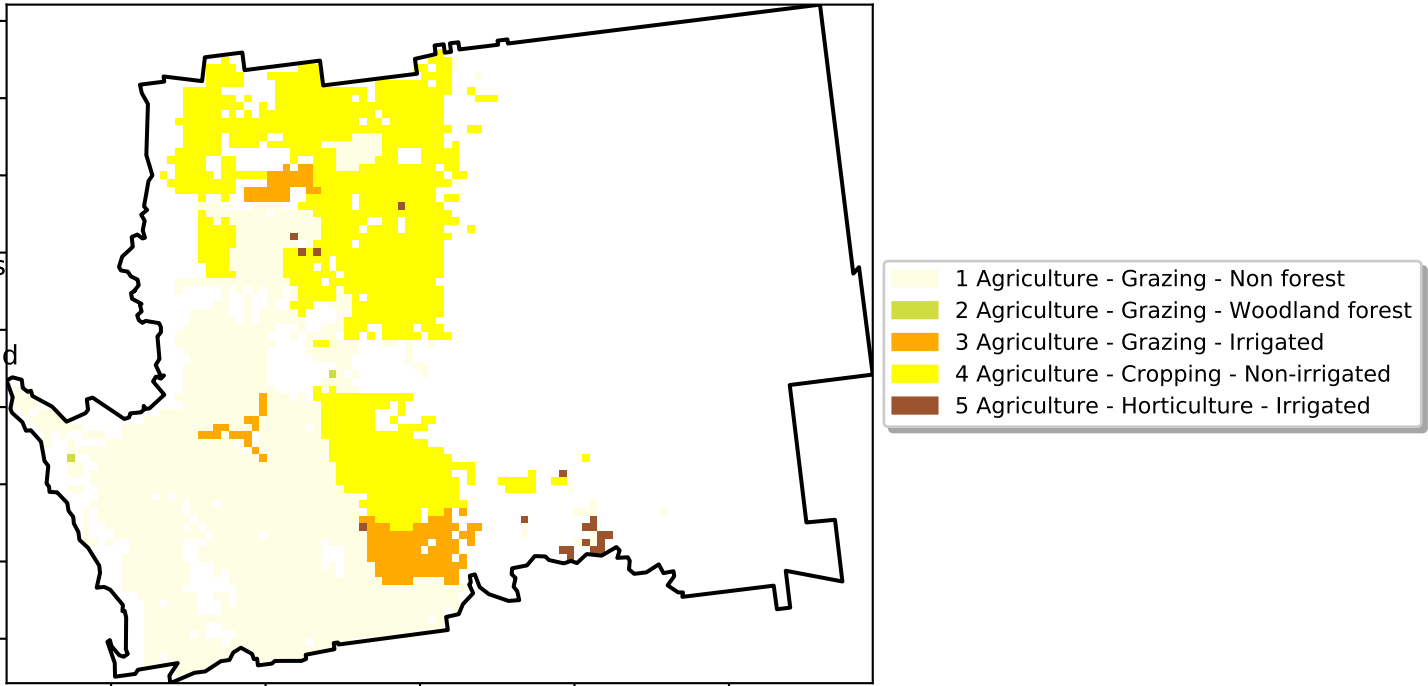 s
d
1 Agriculture - Grazing - Non forest
2 Agriculture - Grazing - Woodland forest
3 Agriculture - Grazing - Irrigated
4 Agriculture - Cropping - Non-irrigated
5 Agriculture - Horticulture - Irrigated